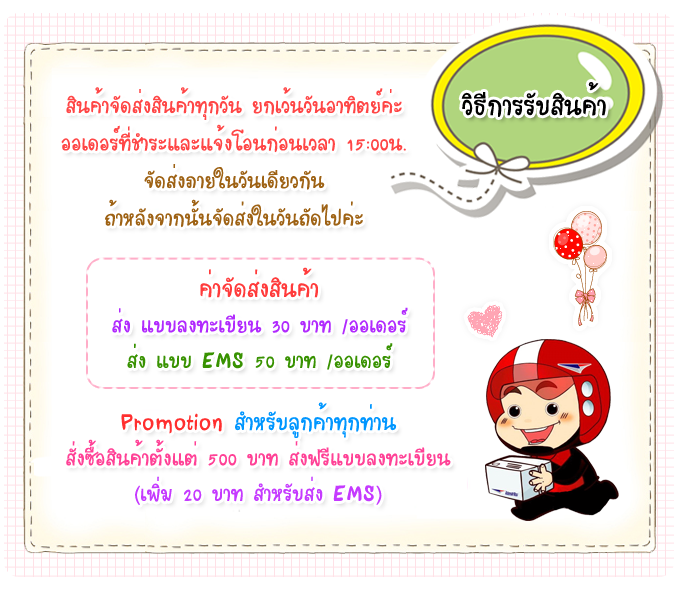 วิธีการรับสินค้า
สินค้าจัดส่งสินค้าทุกวัน ยกเว้นวันอาทิตย์ค่ะ
ออเดอร์ที่ชำระและแจ้งโอนก่อนเวลา 15:00น.
จัดส่งภายในวันเดียวกัน
ถ้าหลังจากนั้นจัดส่งในวันถัดไปค่ะ
ค่าจัดส่งสินค้า
ส่ง แบบลงทะเบียน 30 บาท /ออเดอร์
ส่ง แบบ EMS 50 บาท /ออเดอร์
Promotion สำหรับลูกค้าทุกท่าน
สั่งซื้อสินค้าตั้งแต่ 500 บาท ส่งฟรีแบบลงทะเบียน
(เพิ่ม 20 บาท สำหรับส่ง EMS)